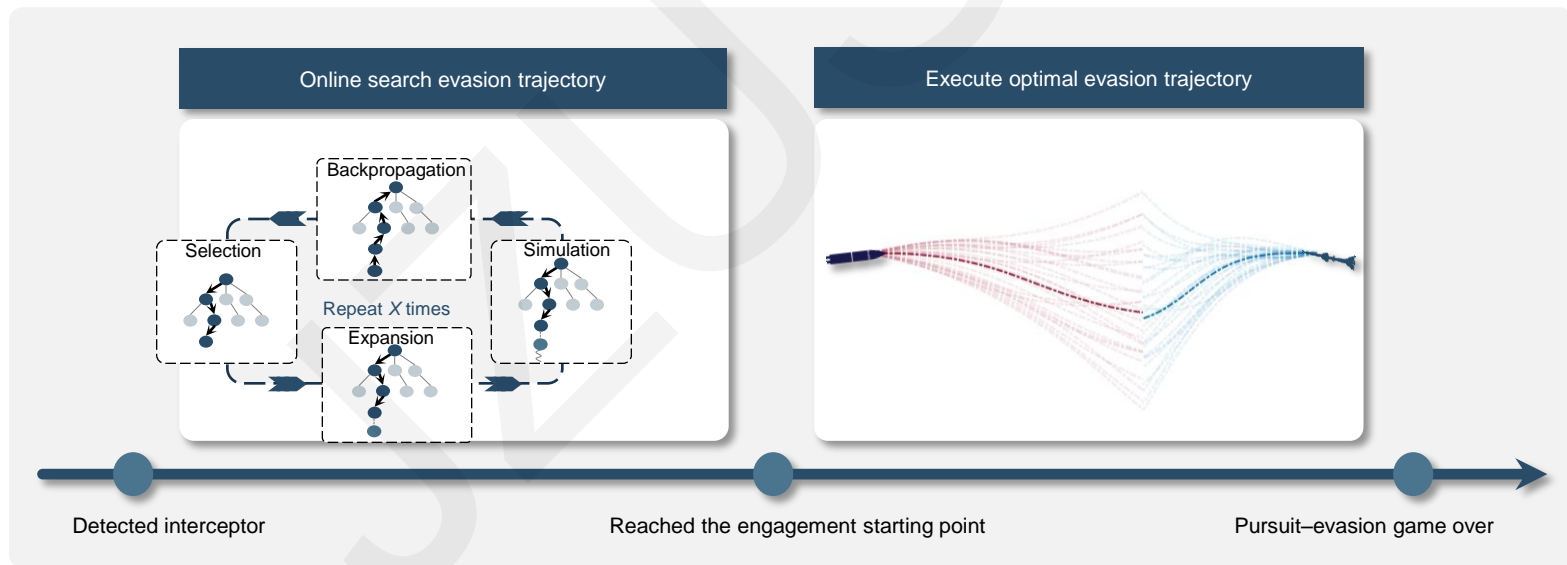 Online search evasion trajectory
Execute optimal evasion trajectory
Backpropagation
Selection
Simulation
Repeat X times
Expansion
Detected interceptor
Reached the engagement starting point
Pursuit–evasion game over
JZUS